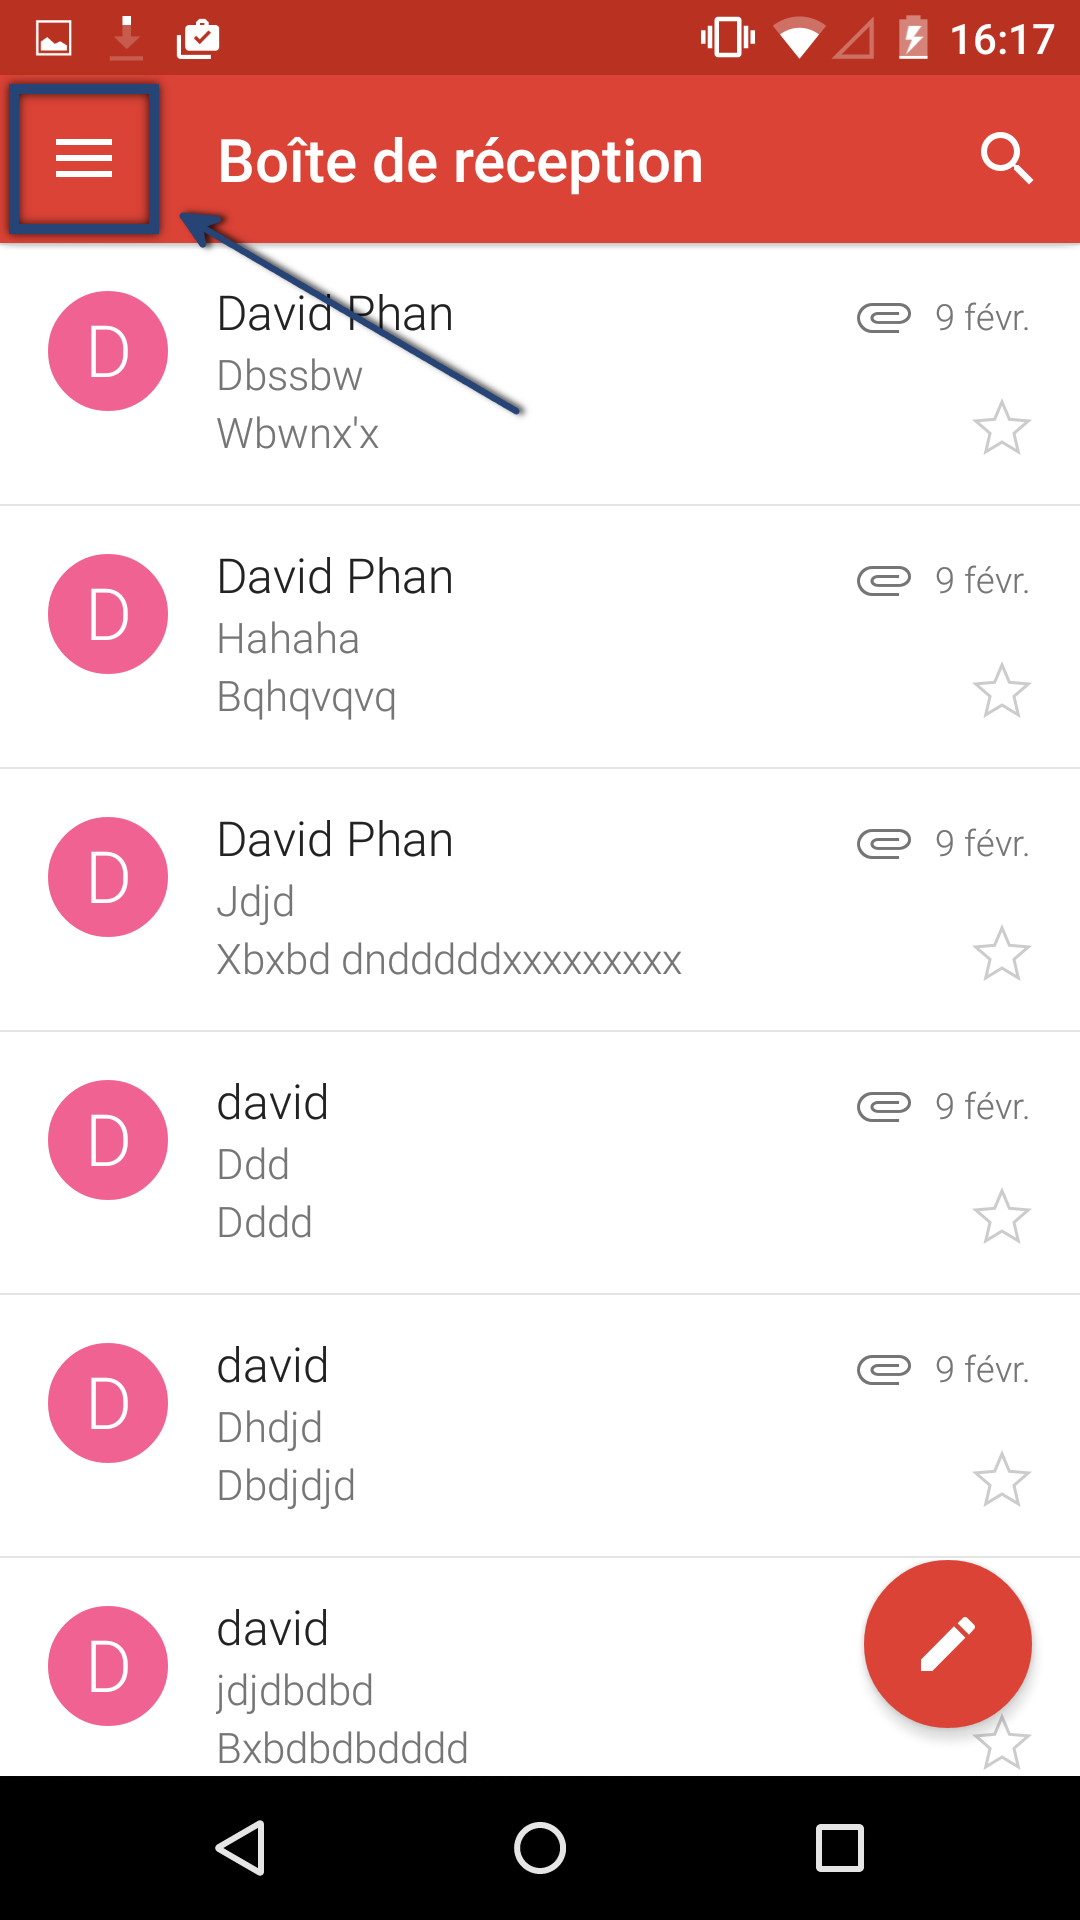 16:17
Boîte de réception
D
David Phan
9 févr.
Dbssbw
Wbwnx'x
D
David Phan
9 févr.
Hahaha
Bqhqvqvq
D
David Phan
9 févr.
Jdjd
Xbxbd dndddddxxxxxxxxx
D
david
9 févr.
Ddd
Dddd
D
david
9 févr.
Dhdjd
Dbdjdjd
D
david
jdjdbdbd
Bxbdbdbdddd